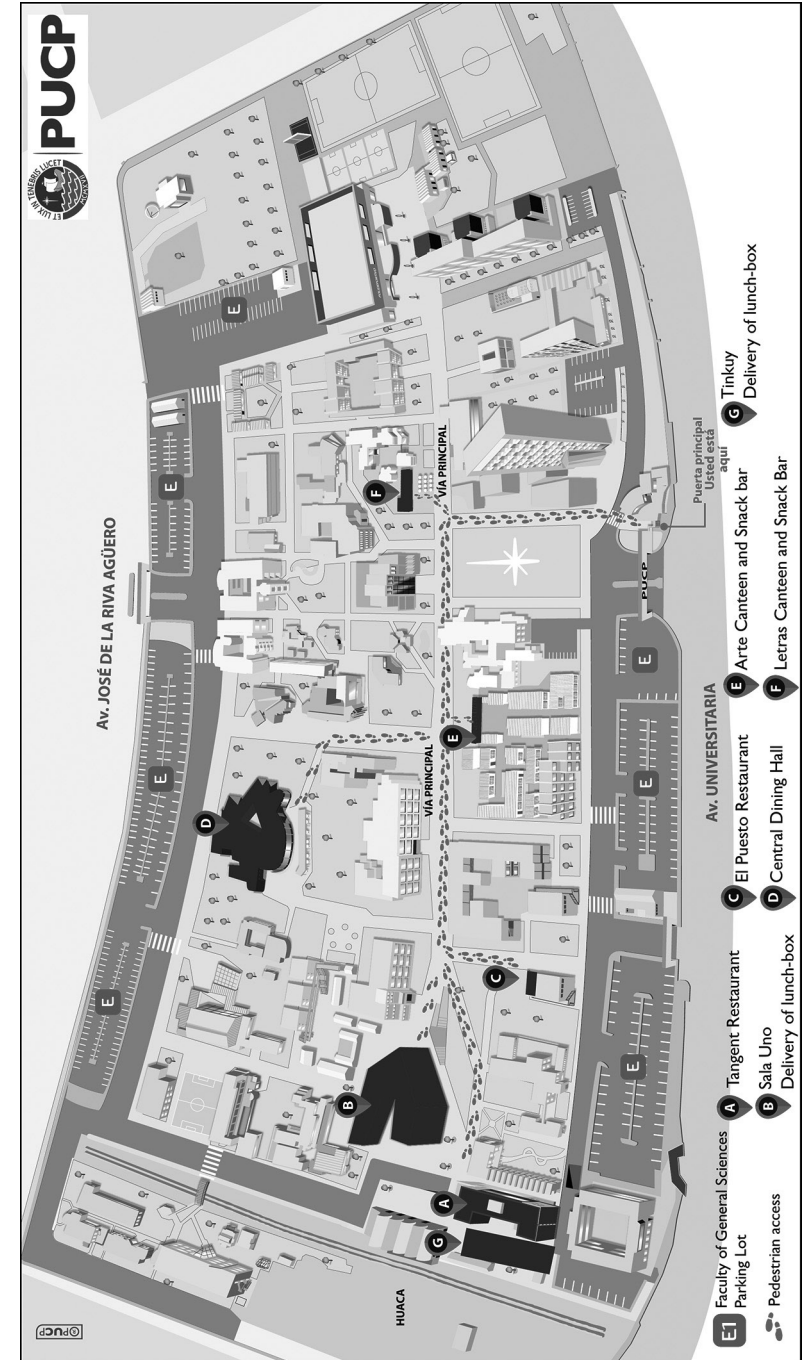 PUCP
ET LUX IN TENEBRIS LUCET
MCMXVII
Av. JOSÉ DE LA RIVA AGÜERO
E
E
E
E
D
F
VÍA PRINCIPAL
VÍA PRINCIPAL
E
B
C
A
G
HUACA
PUCP
E
E
E
Puerta principal
Usted está
aquí
Av. UNIVERSITARIA
©PUCP
E1 Faculty of General Sciences
Parking Lot
Pedestrian access
A Tangent Restaurant
B Sala Uno
Delivery of lunch-box
C El Puesto Restaurant
D Central Dining Hall
E Arte Canteen and Snack bar
F Letras Canteen and Snack Bar
G Tinkuy
Delivery of lunch-box